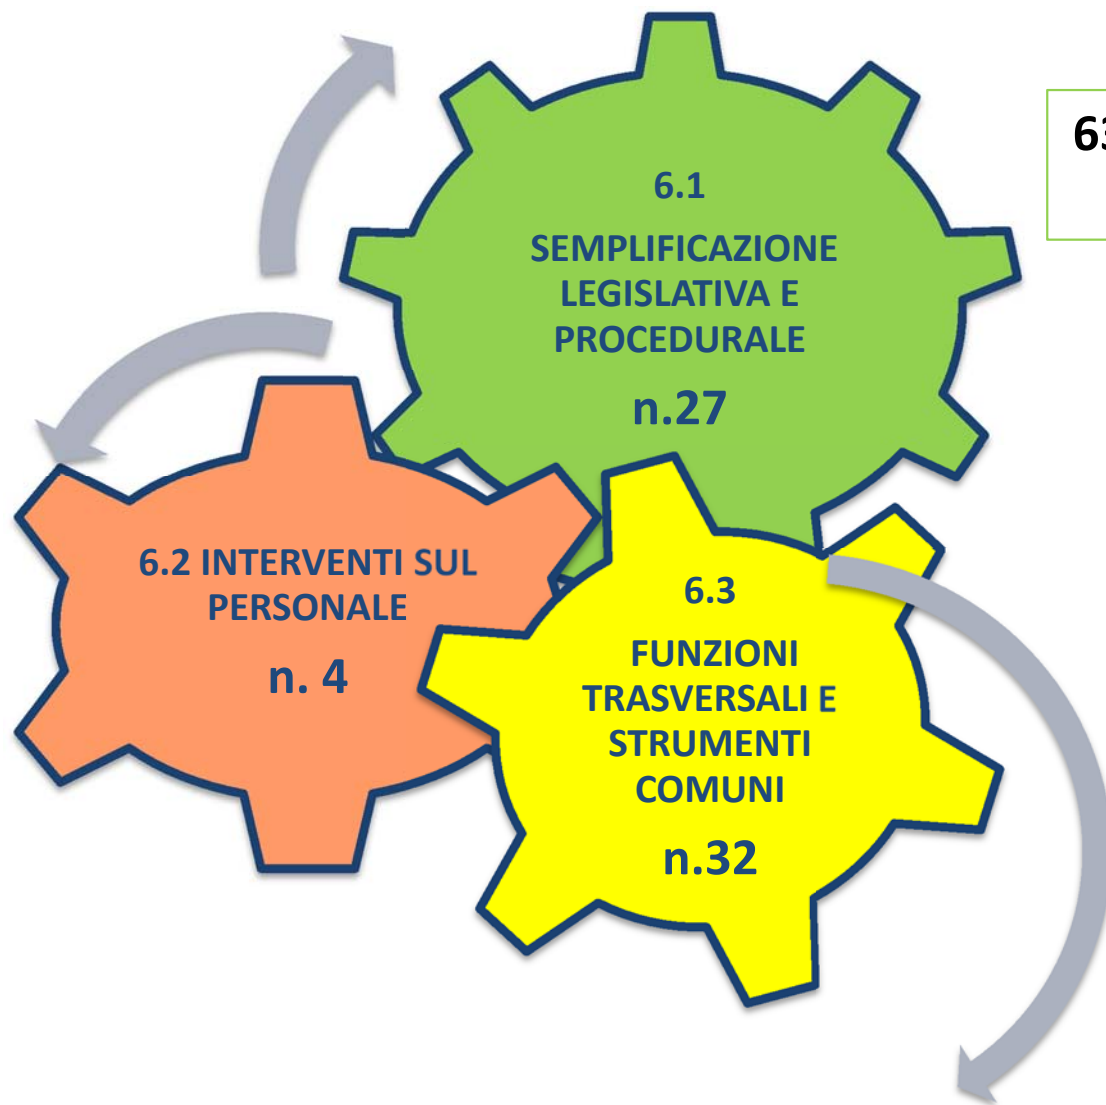 63
6.1
SEMPLIFICAZIONE
LEGISLATIVA E
PROCEDURALE
n.27
6.2 INTERVENTI SUL
PERSONALE
n. 4
6.3
FUNZIONI
TRASVERSALI E
STRUMENTI
COMUNI
n.32